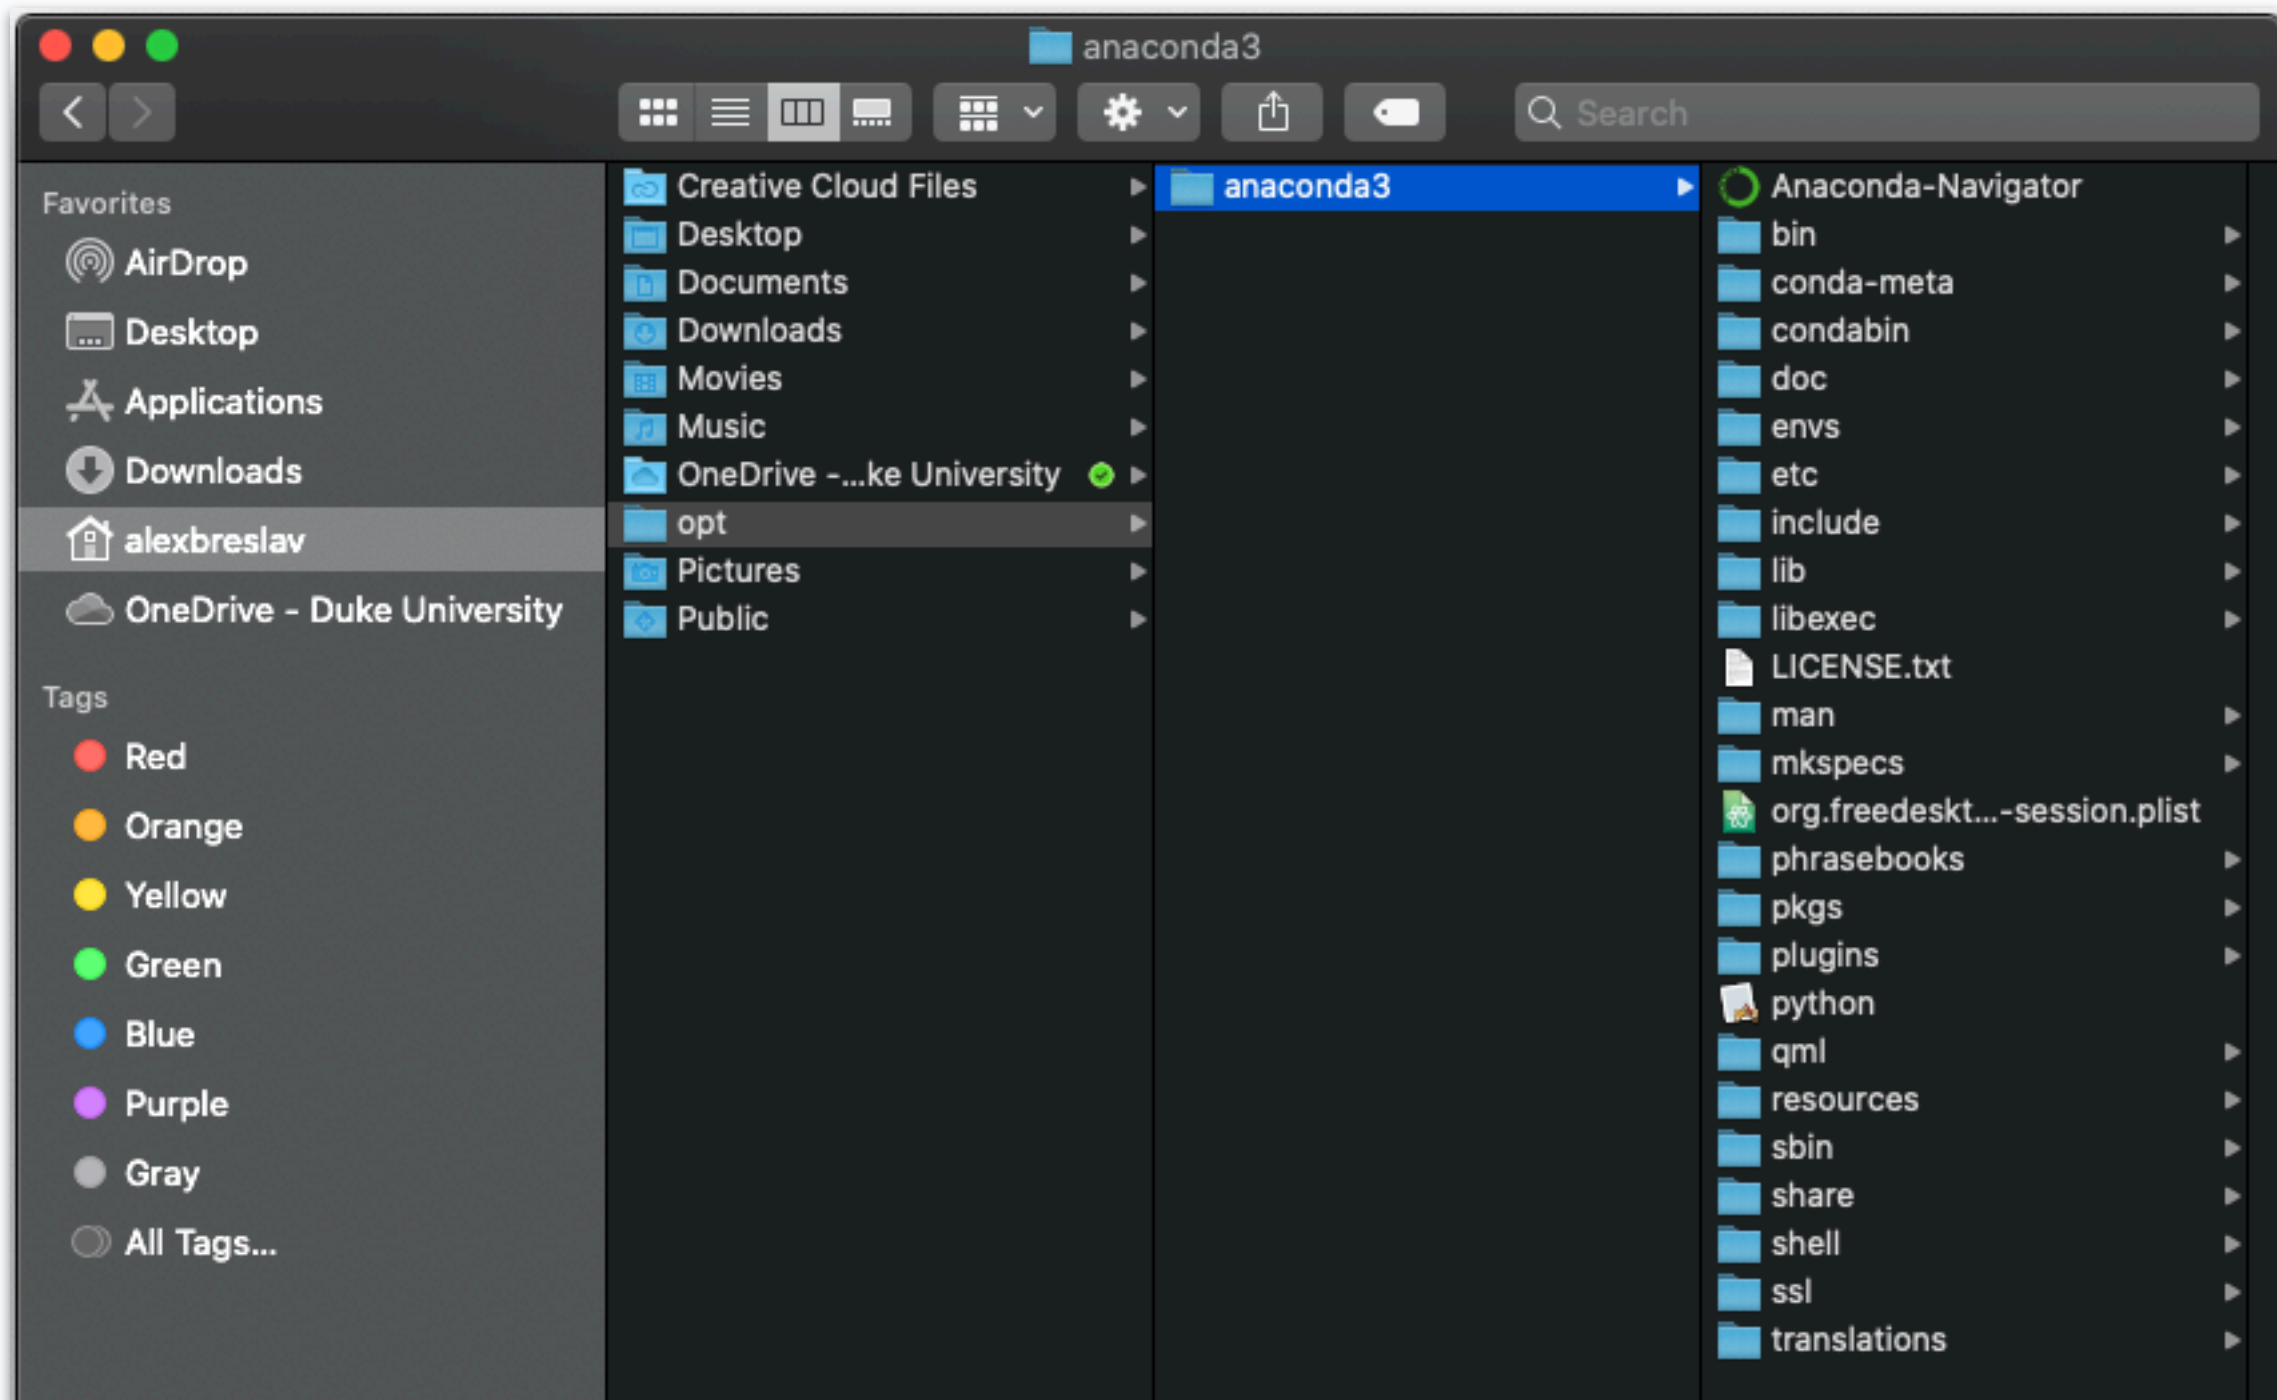 anaconda3
Search
Favorites
AirDrop
Desktop
Applications
Downloads
alexbreslav
OneDrive - Duke University
Tags
Red
Orange
Yellow
Green
Blue
Purple
Gray
All Tags...
Creative Cloud Files
Desktop
Documents
Downloads
Movies
Music
OneDrive -...ke University
opt
Pictures
Public
anaconda3
Anaconda-Navigator
bin
conda-meta
condabin
doc
envs
etc
include
lib
libexec
LICENSE.txt
man
mkspecs
org.freedeskt...-session.plist
phrasebooks
pkgs
plugins
python
qml
resources
sbin
share
shell
ssl
translations